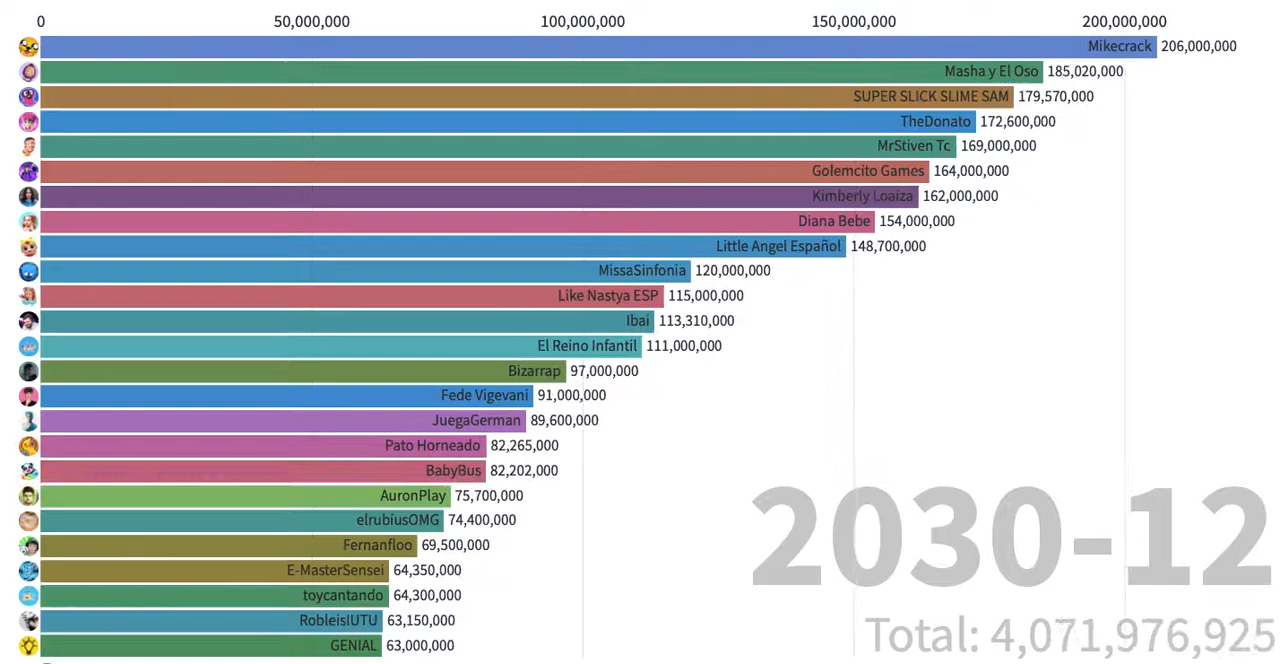 0 50,000,000 100,000,000 150,000,000 200,000,000
Mikecrack 206,000,000
Masha y El Oso 185,020,000
SUPER SLICK SLIME SAM 179,570,000
TheDonato 172,600,000
MrStiven Tc 169,000,000
Golemcito Games 164,000,000
Kimberly Loaiza 162,000,000
Diana Bebe 154,000,000
Little Angel Español 148,700,000
MissaSinfonia 120,000,000
Like Nastya ESP 115,000,000
Ibai 113,310,000
El Reino Infantil 111,000,000
Bizarrap 97,000,000
Fede Vigevani 91,000,000
JuegaGerman 89,600,000
Pato Horneado 82,265,000
BabyBus 82,202,000
AuronPlay 75,700,000
elrubiusOMG 74,400,000
Fernanfloo 69,500,000
E-MasterSensei 64,350,000
toycantando 64,300,000
RobleisIUTU 63,150,000
GENIAL 63,000,000
2030-12
Total: 4,071,976,925